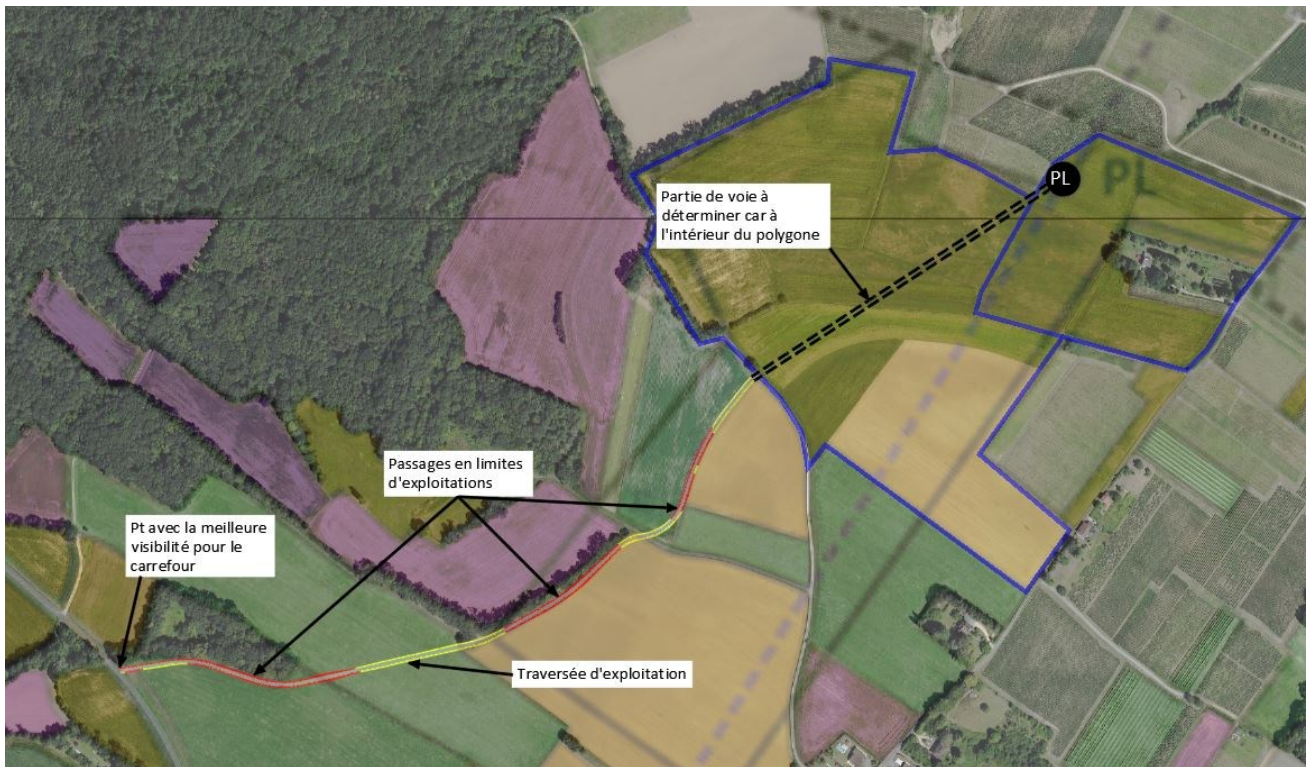 PL
PL
Partie de voie à
déterminer car à
l'intérieur du polygone
Passages en limites
d'exploitations
Pt avec la meilleure
visibilité pour le
carrefour
Traversée d'exploitation